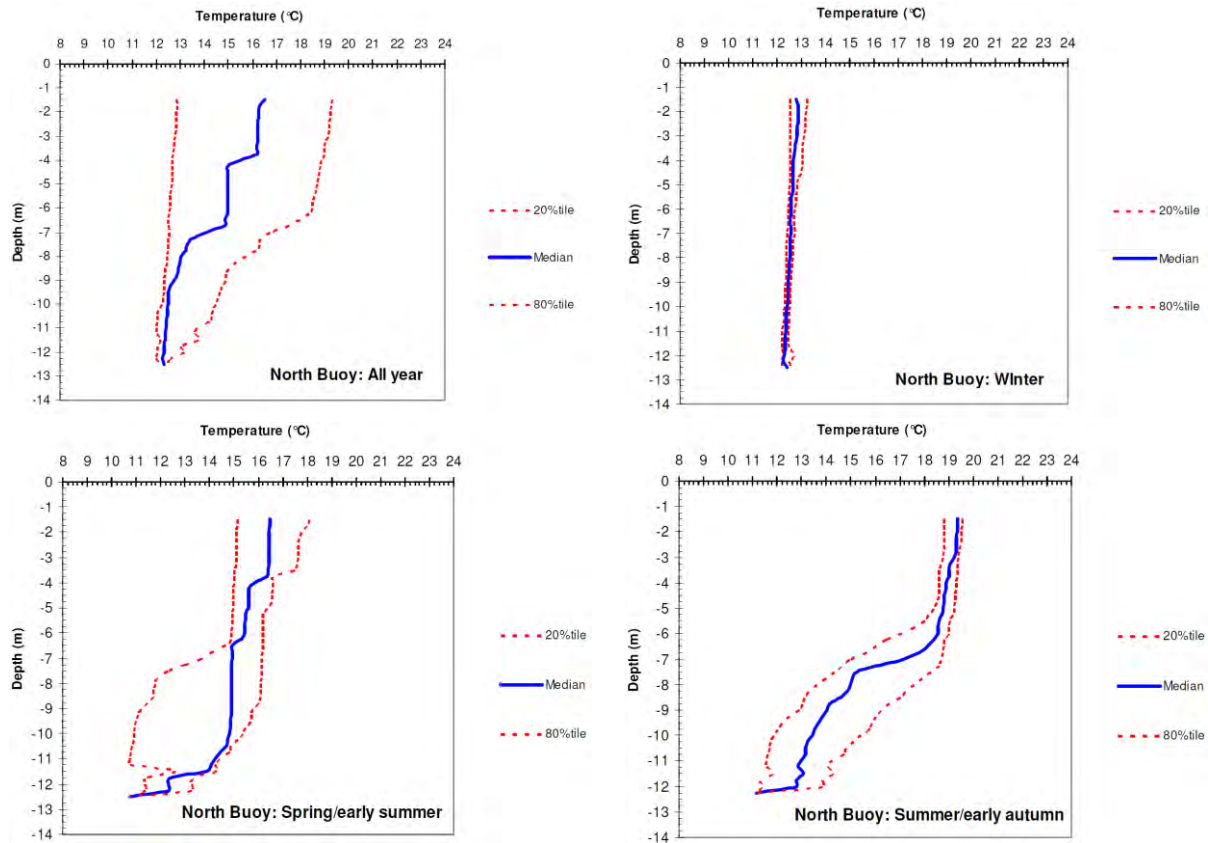 Temperature (°C)
8 9 10 11 12 13 14 15 16 17 18 19 20 21 22 23 24
0
-1
-2
-3
-4
-5
-6
-7
-8
-9
-10
-11
-12
-13
-14
Depth (m)
20%tile
Median
80%tile
North Buoy: All year
Temperature (°C)
8 9 10 11 12 13 14 15 16 17 18 19 20 21 22 23 24
0
-1
-2
-3
-4
-5
-6
-7
-8
-9
-10
-11
-12
-13
-14
Depth (m)
20%tile
Median
80%tile
North Buoy: WInter
Temperature (°C)
8 9 10 11 12 13 14 15 16 17 18 19 20 21 22 23 24
0
-1
-2
-3
-4
-5
-6
-7
-8
-9
-10
-11
-12
-13
-14
Depth (m)
20%tile
Median
80%tile
North Buoy: Spring/early summer
Temperature (°C)
8 9 10 11 12 13 14 15 16 17 18 19 20 21 22 23 24
0
-1
-2
-3
-4
-5
-6
-7
-8
-9
-10
-11
-12
-13
-14
Depth (m)
20%tile
Median
80%tile
North Buoy: Summer/early autumn